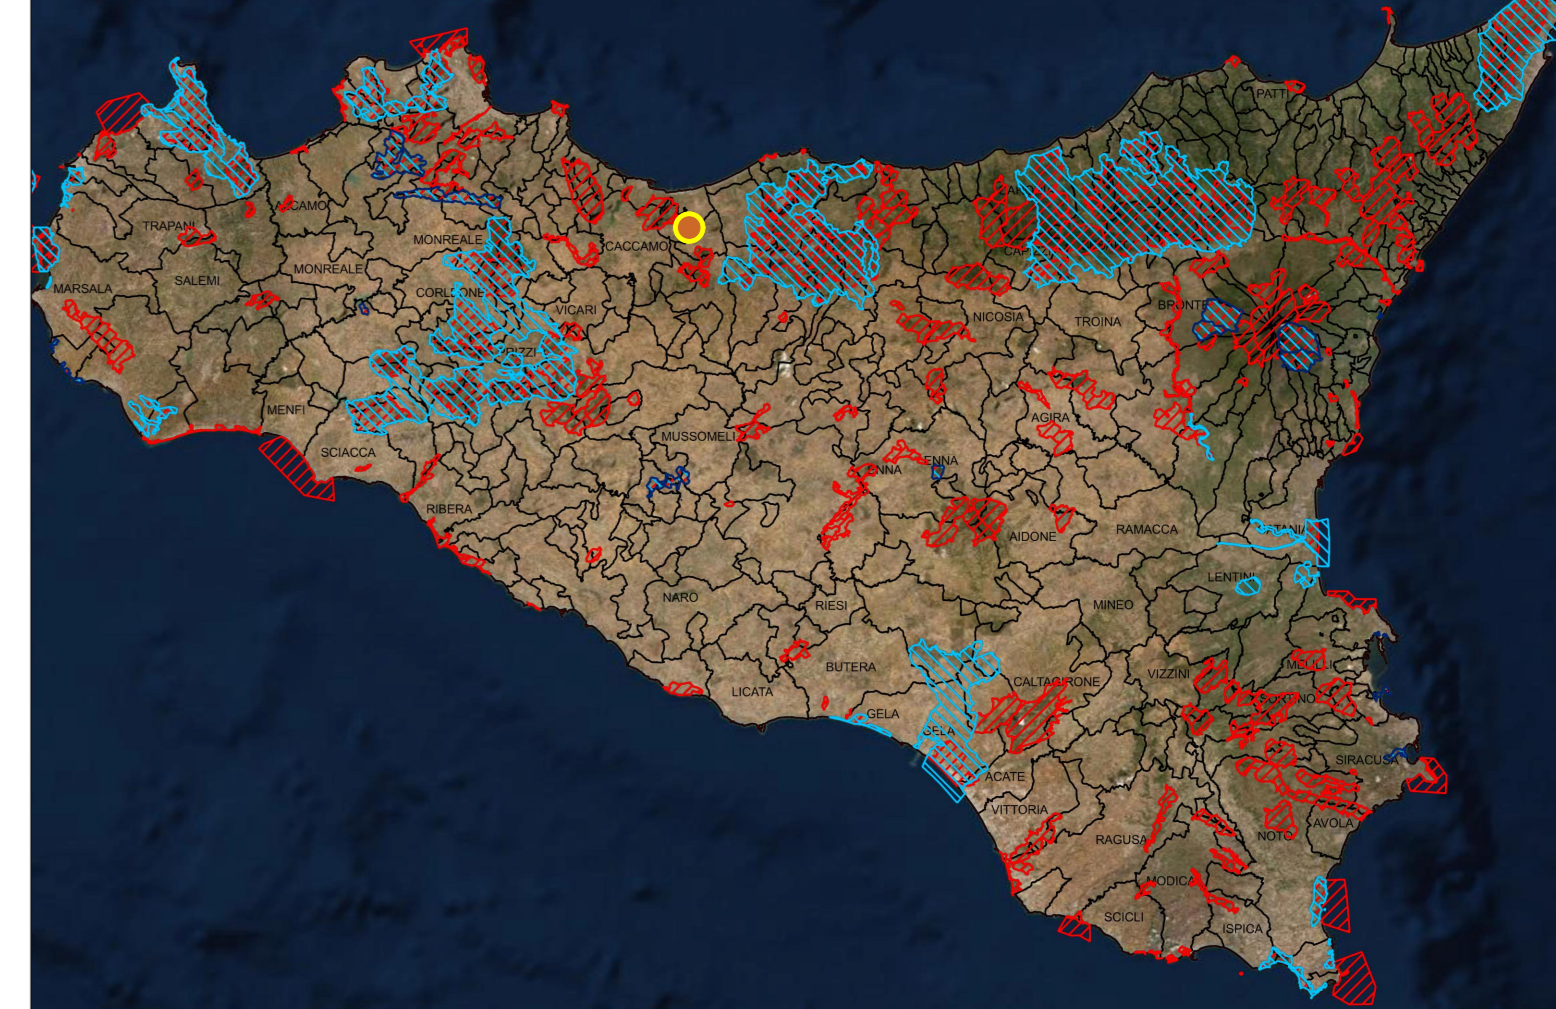 PATTI
ALCAMO
TRAPANI
MONREALE
CACCAMO
MONREALE
SALEMI
MARSALA
CORLEONE
VICARI
BRONTE
NICOSIA
TROINA
MENFI
MUSSOMELI
AGIRA
SCIACCA
ENNA
ENNA
RIBERA
AIDONE
RAMACCA
CATANIA
LENTINI
NARO
RIESI
MINEO
BUTERA
VIZZINI
MELILLI
CALTAGIRONE
LICATA
SORTINO
GELA
GELA
SIRACUSA
ACATE
VITTORIA
AVOLA
NOTO
RAGUSA
MODICA
SCICLI
ISPICA